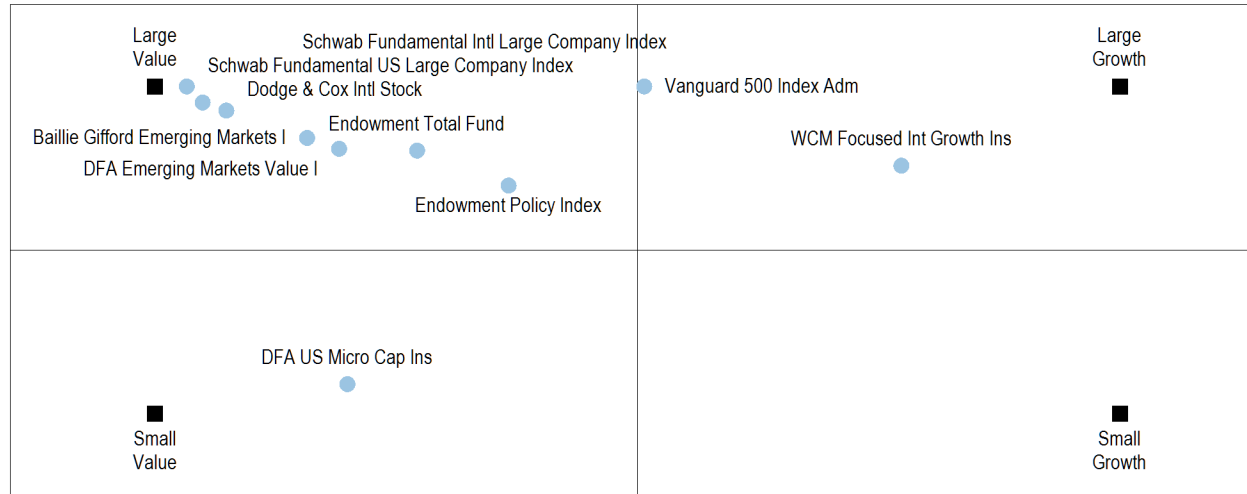 Large
Value
Schwab Fundamental Intl Large Company Index
Large
Growth
Schwab Fundamental US Large Company Index
Dodge & Cox Intl Stock
Vanguard 500 Index Adm
Baillie Gifford Emerging Markets I
Endowment Total Fund
WCM Focused Int Growth Ins
DFA Emerging Markets Value I
Endowment Policy Index
DFA US Micro Cap Ins
Small
Value
Small
Growth